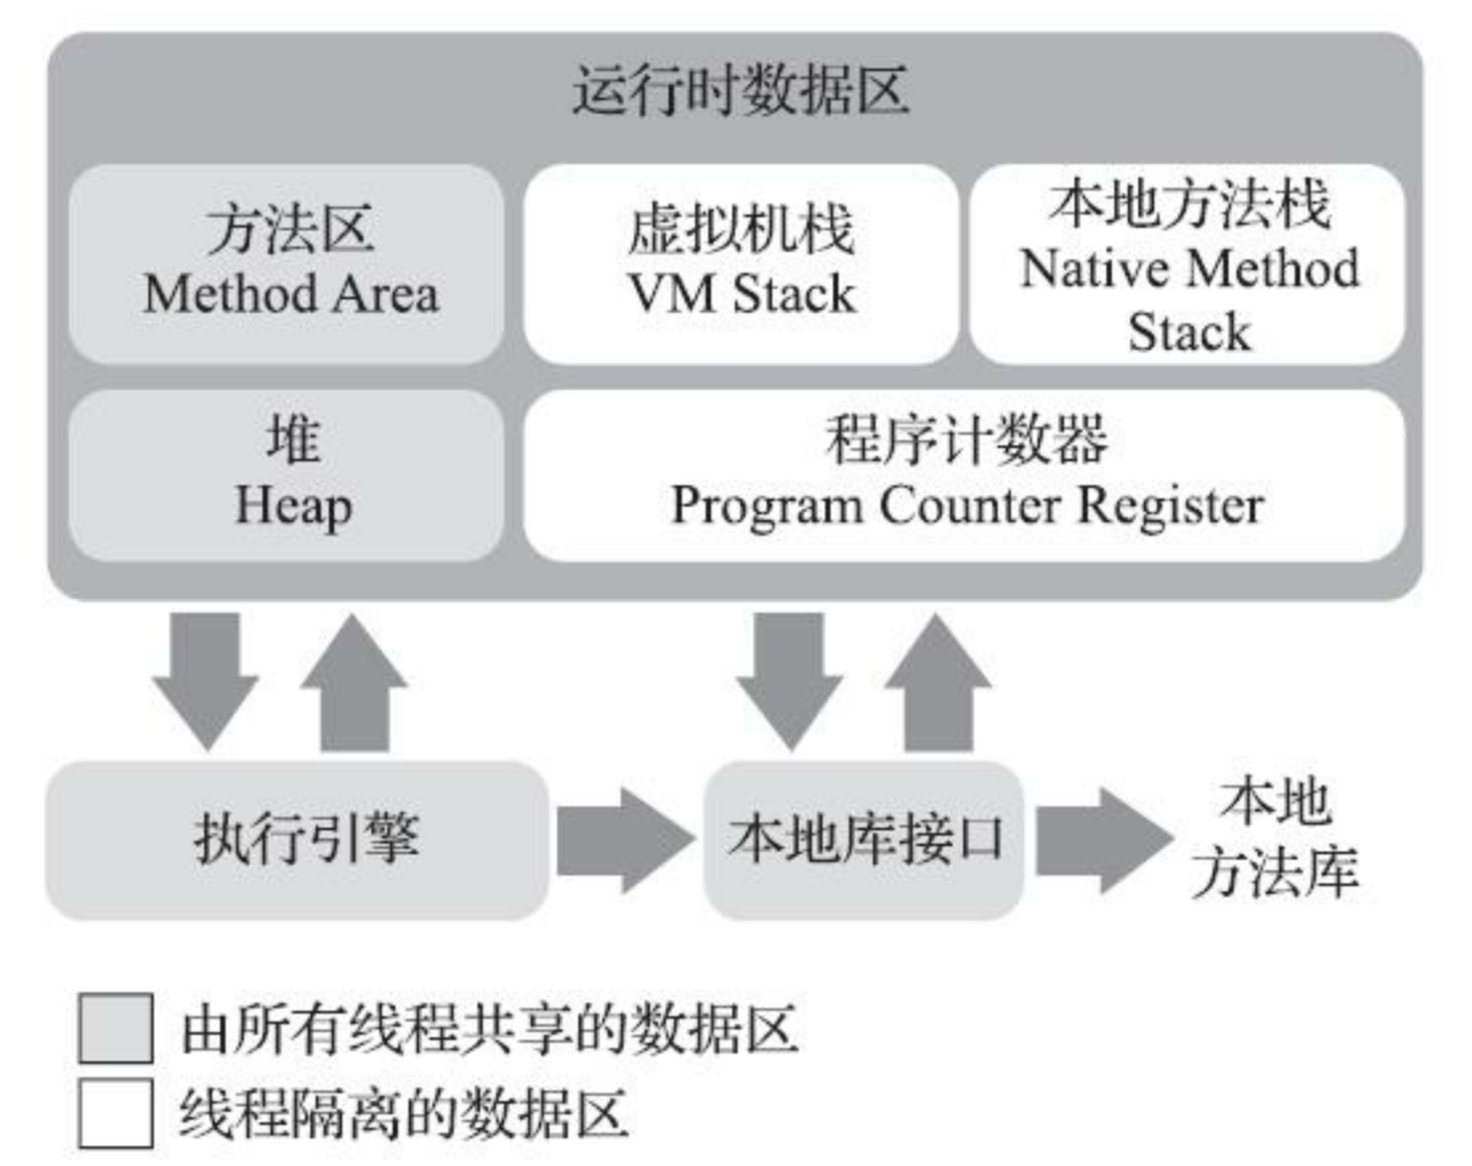 运行时数据区
方法区
Method Area
虚拟机栈
VM Stack
本地方法栈
Native Method
Stack
堆
Heap
程序计数器
Program Counter Register
执行引擎
本地库接口
本地
方法库
由所有线程共享的数据区
线程隔离的数据区